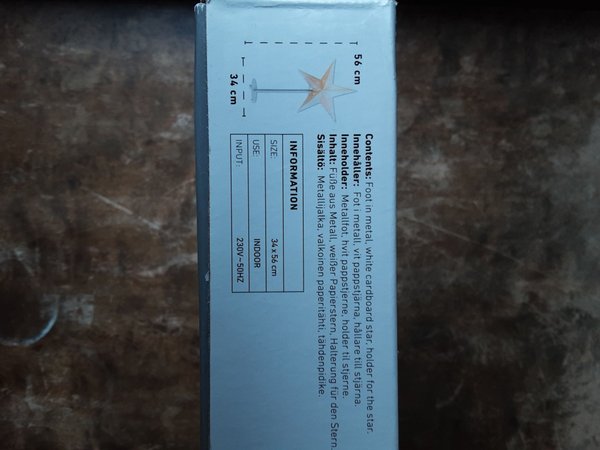 56 cm
34 cm
Contents: Foot in metal, white cardboard star, holder for the star.
Innehåller: Fot i metall, vit pappstjärna, hållare till stjärna.
Inneholder: Metallfot, hvit pappstjerne, holder til stjerne.
Inhalt: Füße aus Metall, weißer Papierstern, Halterung für den Stern.
Sisältö: Metallijalka, valkoinen paperitähti, tähdenpidike.
INFORMATION
SIZE: 34 x 56 cm
USE: INDOOR
INPUT: 230V~50HZ